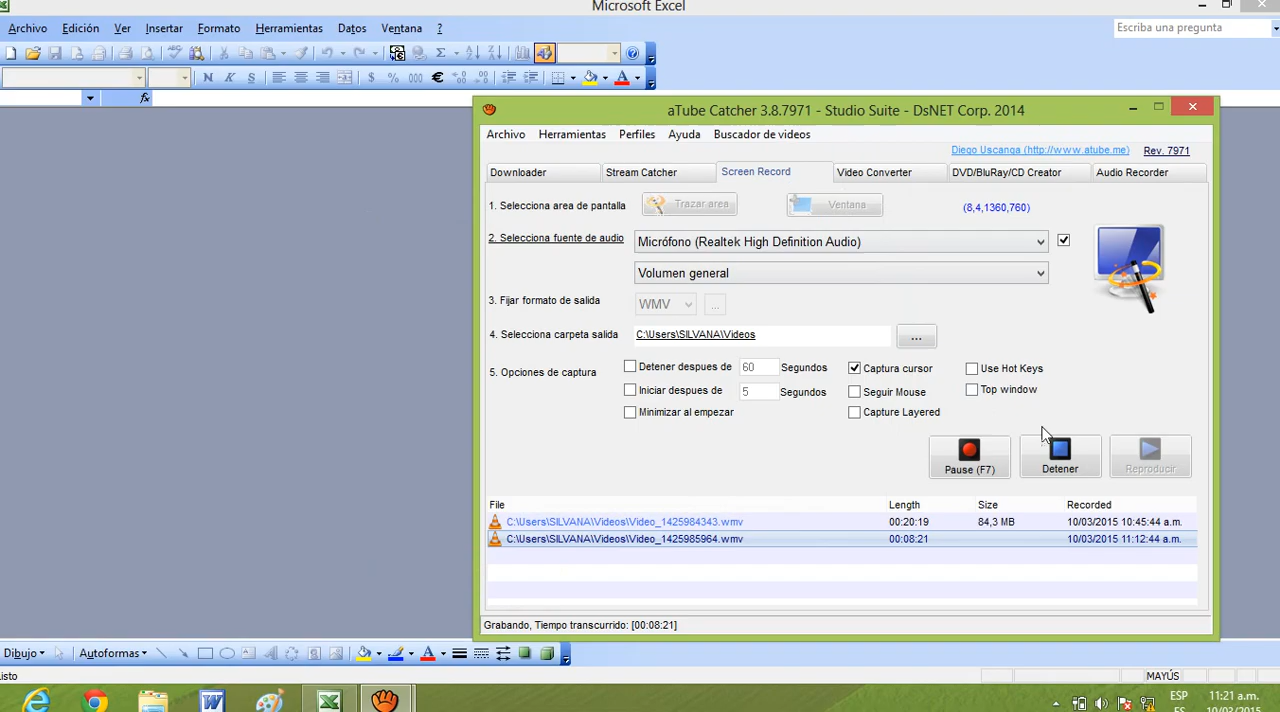 Microsoft Excel
Archivo Edición Ver Insertar Formato Herramientas Datos Ventana ?
Escriba una pregunta
N K S $ % 000 €
fx
aTube Catcher 3.8.7971 - Studio Suite - DsNET Corp. 2014
Archivo Herramientas Perfiles Ayuda Buscador de videos
Diego Uscanga (http://www.atube.me) Rev. 7971
Downloader Stream Catcher Screen Record Video Converter DVD/BluRay/CD Creator Audio Recorder
1. Selecciona area de pantalla Trazar area Ventana (8,4,1360,760)
2. Selecciona fuente de audio Micrófono (Realtek High Definition Audio)
Volumen general
3. Fijar formato de salida WMV ...
4. Selecciona carpeta salida C:\Users\SILVANA\Videos ...
5. Opciones de captura
Detener despues de 60 Segundos Captura cursor Use Hot Keys
Iniciar despues de 5 Segundos Seguir Mouse Top window
Minimizar al empezar Capture Layered
Pause (F7) Detener Reproducir
File Length Size Recorded
C:\Users\SILVANA\Videos\Video_1425984343.wmv 00:20:19 84,3 MB 10/03/2015 10:45:44 a.m.
C:\Users\SILVANA\Videos\Video_1425985964.wmv 00:08:21 10/03/2015 11:12:44 a.m.
Grabando, Tiempo transcurrido: [00:08:21]
Dibujo Autoformas
isto MAYÚS
ESP 11:21 a.m.
ES 10/03/2015